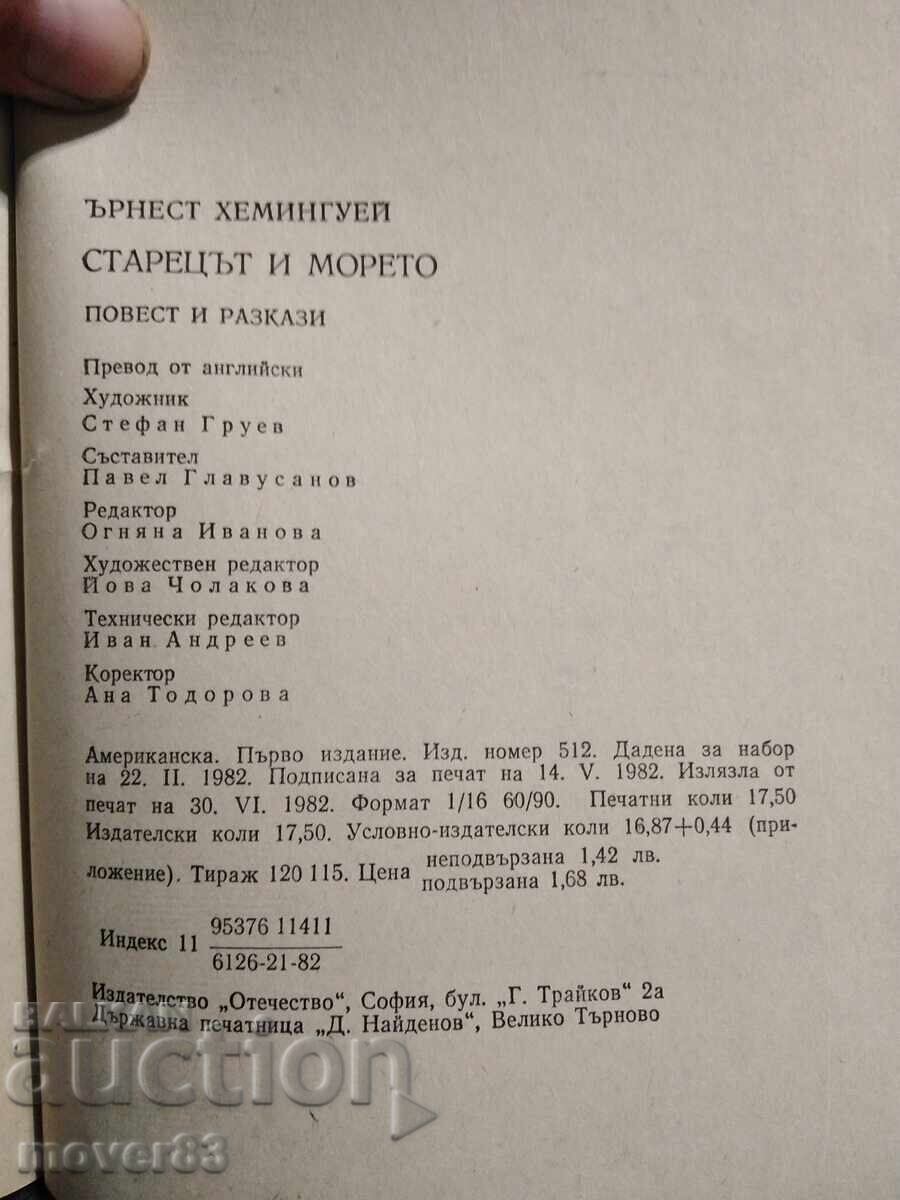 ЪРНЕСТ ХЕМИНГУЕЙ
СТАРЕЦЪТ И МОРЕТО
ПОВЕСТ И РАЗКАЗИ
Превод от английски
Художник
Стефан Груев
Съставител
Павел Главусанов
Редактор
Огняна Иванова
Художествен редактор
Йова Чолакова
Технически редактор
Иван Андреев
Коректор
Ана Тодорова
Американска. Първо издание. Изд. номер 512. Дадена за набор
на 22. II. 1982. Подписана за печат на 14. V. 1982. Излязла от
печат на 30. VI. 1982. Формат 1/16 60/90. Печатни коли 17,50
Издателски коли 17,50. Условно-издателски коли 16,87+0,44 (при-
ложение). Тираж 120 115. Цена неподвързана 1,42 лв.
подвързана 1,68 лв.
Индекс 11 95376 11411
6126-21-82
Издателство „Отечество“, София, бул. „Г. Трайков“ 2а
Държавна печатница „Д. Найденов“, Велико Търново
BALKAN
auction
mover83